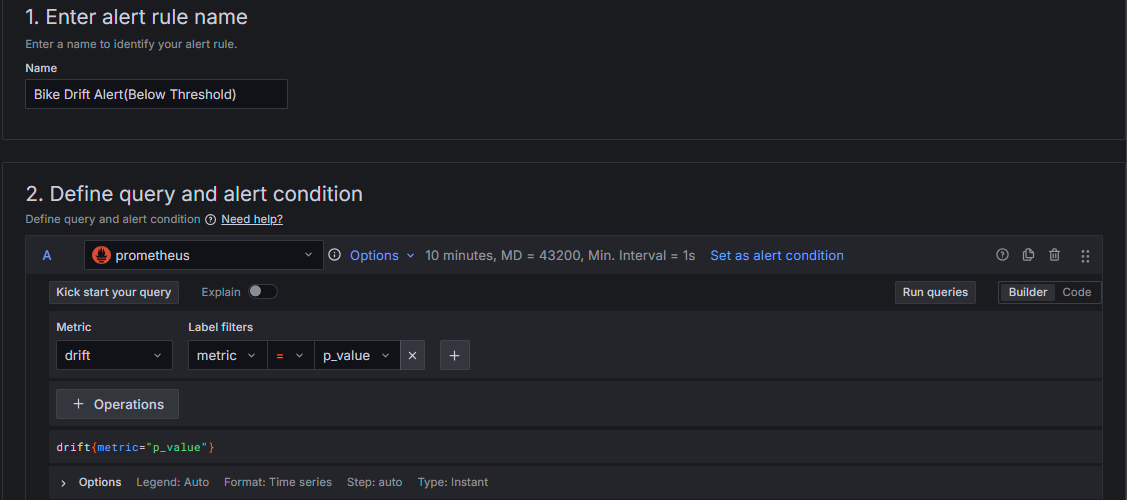 1. Enter alert rule name
Enter a name to identify your alert rule.
Name
Bike Drift Alert(Below Threshold)
2. Define query and alert condition
Define query and alert condition Need help?
A prometheus Options 10 minutes, MD = 43200, Min. Interval = 1s Set as alert condition
Kick start your query Explain Run queries Builder Code
Metric Label filters
drift metric = p_value × +
+ Operations
drift{metric="p_value"}
> Options Legend: Auto Format: Time series Step: auto Type: Instant